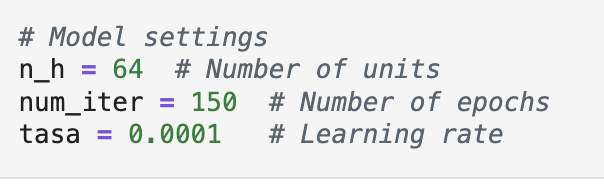 # Model settings
n_h = 64  # Number of units
num_iter = 150  # Number of epochs
tasa = 0.0001   # Learning rate